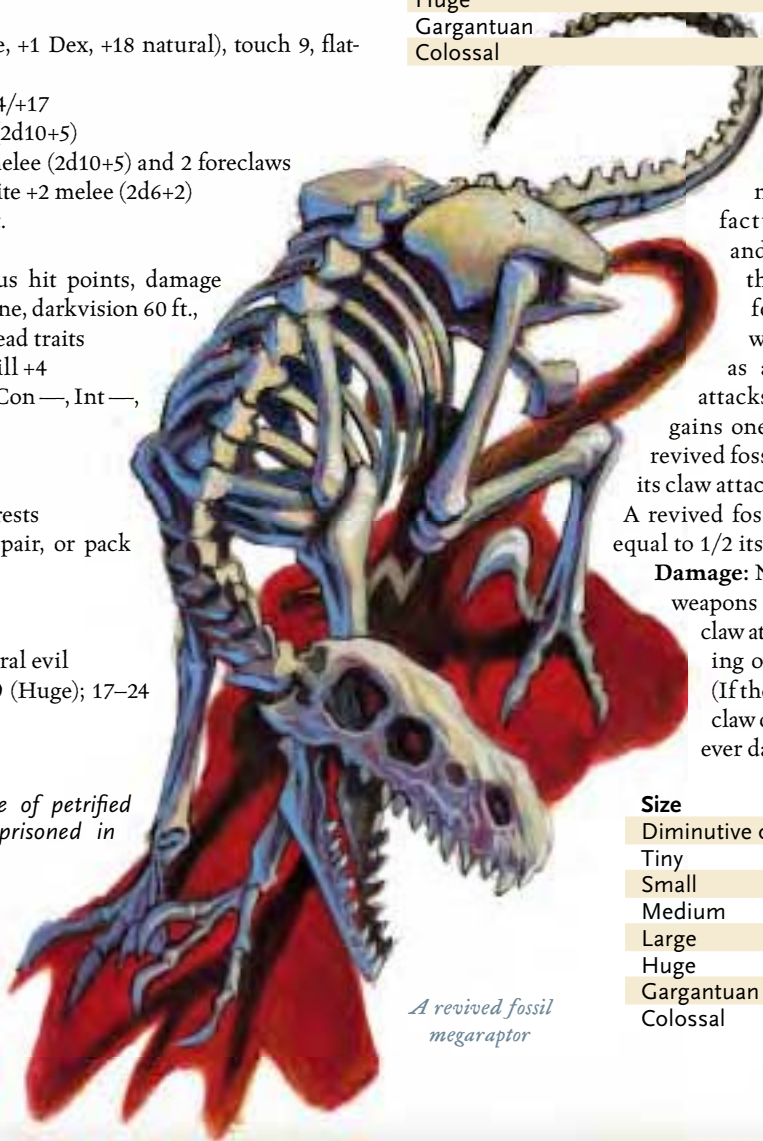 e, +1 Dex, +18 natural), touch 9, flat-
4/+17
2d10+5)
nelee (2d10+5) and 2 foreclaws
ite +2 melee (2d6+2)
us hit points, damage
ne, darkvision 60 ft.,
ead traits
ill +4
Con —, Int —,
rests
pair, or pack
ral evil
(Huge); 17–24
e of petrified
prisoned in
Huge
Gargantuan
Colossal
fact
and
th
as a
attacks
gains one
revived foss
its claw attac
A revived fos
equal to 1/2 its
Damage: N
weapons
claw at
ing o
(If the
claw
ever da
Size
Diminutive o
Tiny
Small
Medium
Large
Huge
Gargantuan
Colossal
A revived fossil
megaraptor